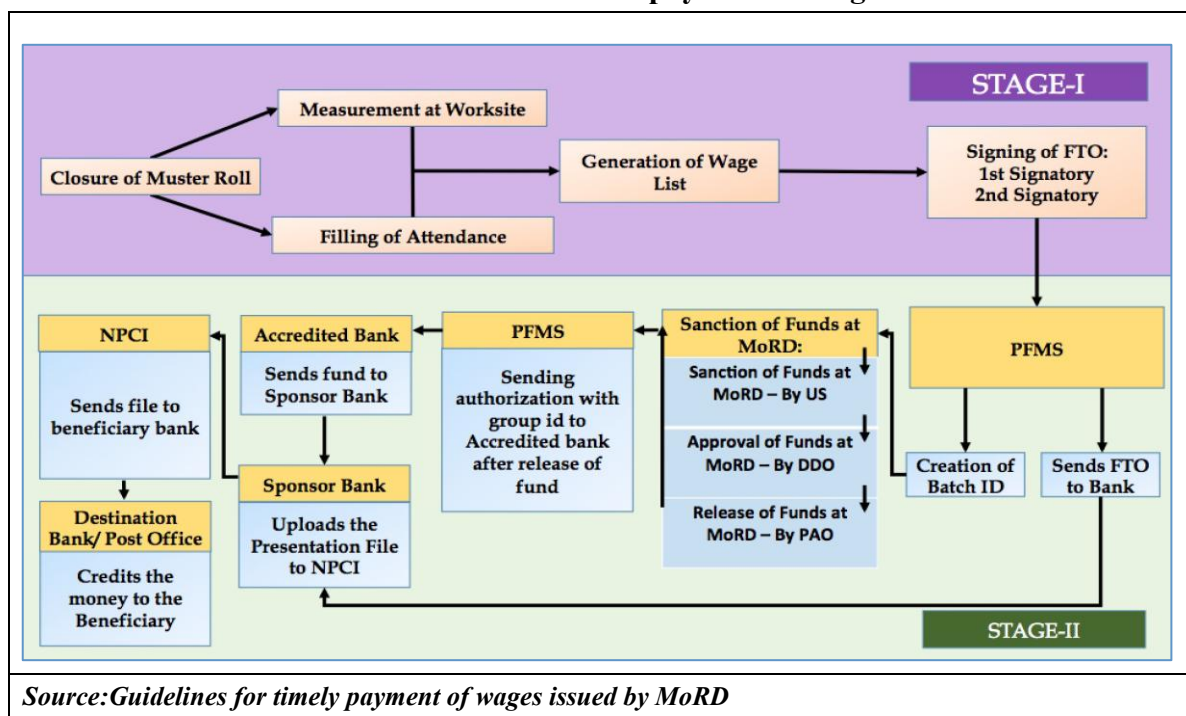 STAGE-I
Measurement at Worksite
Closure of Muster Roll
Filling of Attendance
Generation of Wage
List
Signing of FTO:
1st Signatory
2nd Signatory
PFMS
Creation of
Batch ID
Sends FTO
to Bank
Sanction of Funds at
MoRD:
Sanction of Funds at
MoRD – By US
Approval of Funds at
MoRD – By DDO
Release of Funds at
MoRD – By PAO
PFMS
Sending
authorization with
group id to
Accredited bank
after release of
fund
Accredited Bank
Sends fund to
Sponsor Bank
Sponsor Bank
Uploads the
Presentation File
to NPCI
NPCI
Sends file to
beneficiary bank
Destination
Bank/ Post Office
Credits the
money to the
Beneficiary
STAGE-II
Source:Guidelines for timely payment of wages issued by MoRD